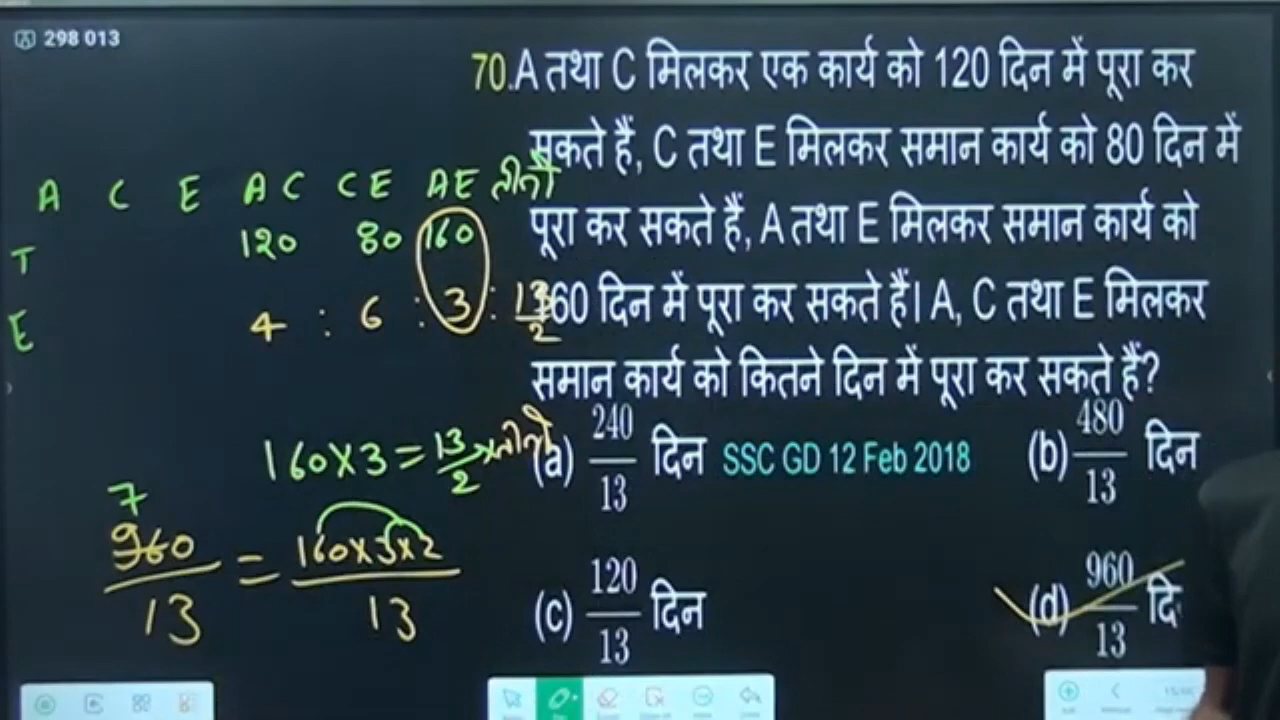 298 013
70.A तथा C मिलकर एक कार्य को 120 दिन में पूरा कर
सकते हैं, C तथा E मिलकर समान कार्य को 80 दिन में
पूरा कर सकते हैं, A तथा E मिलकर समान कार्य को
160 दिन में पूरा कर सकते हैं। A, C तथा E मिलकर
समान कार्य को कितने दिन में पूरा कर सकते हैं?
(a) 240/13 दिन SSC GD 12 Feb 2018 (b) 480/13 दिन
(c) 120/13 दिन (d) 960/13 दि
A C E AC CE AE तीनों
T 120 80 160
E 4 : 6 : 3 : 13/2
160×3 = 13/2 × तीनों
7
960/13 = 160×3×2/13